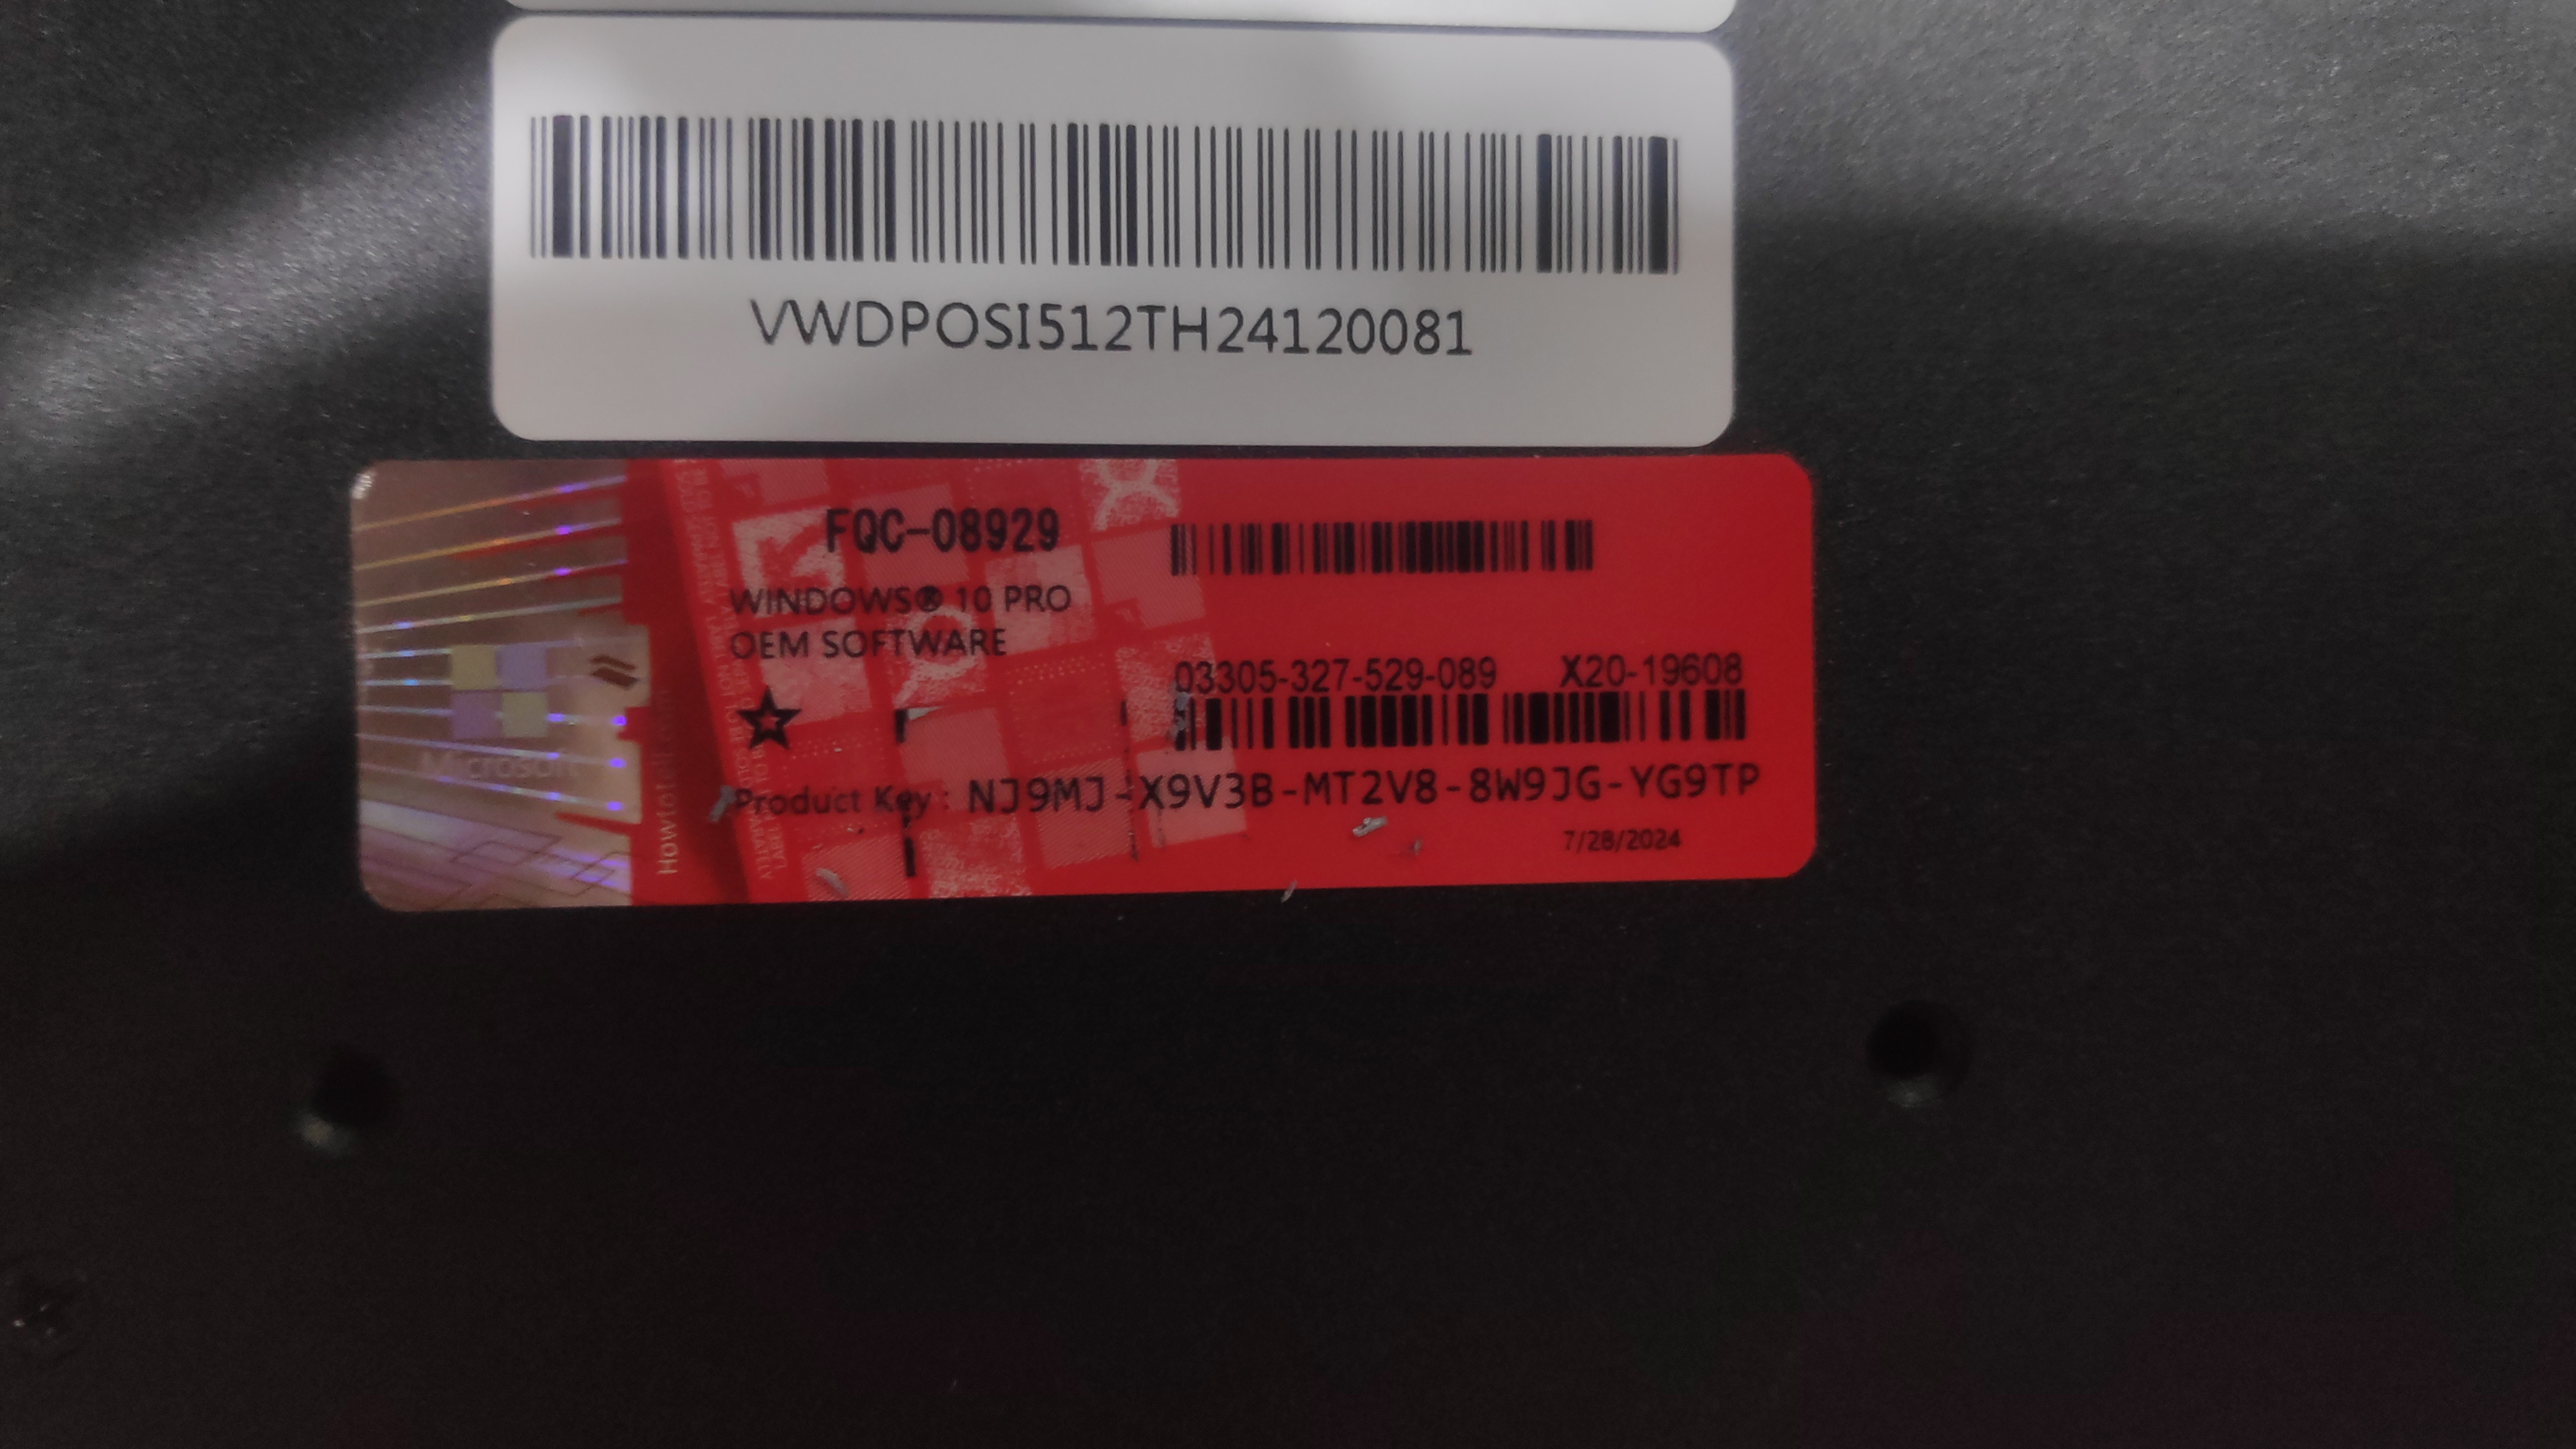 VWDPOSI512TH24120081
FQC-08929
WINDOWS® 10 PRO
OEM SOFTWARE
03305-327-529-089 X20-19608
Product Key: NJ9MJ-X9V3B-MT2V8-8W9JG-YG9TP
7/28/2024
Microsoft